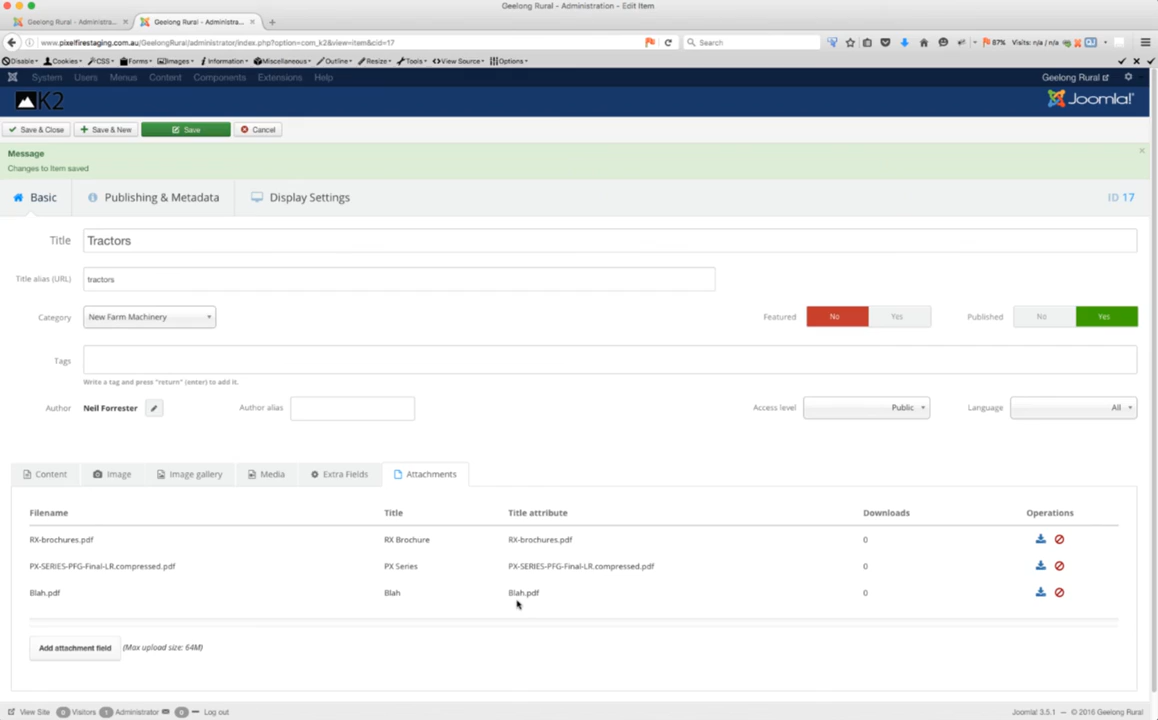 Geelong Rural - Administration - Edit Item
Geelong Rural - Administra... × Geelong Rural - Administra... × +
www.pixelfirestaging.com.au/GeelongRural/administrator/index.php?option=com_k2&view=item&cid=17 Search 87% Visits: n/a / n/a
Disable Cookies CSS Forms Images Information Miscellaneous Outline Resize Tools View Source Options
System Users Menus Content Components Extensions Help Geelong Rural
K2 Joomla!
Save & Close Save & New Save Cancel
Message
Changes to Item saved
Basic Publishing & Metadata Display Settings ID 17
Title Tractors
Title alias (URL) tractors
Category New Farm Machinery Featured No Yes Published No Yes
Tags
Write a tag and press "return" (enter) to add it.
Author Neil Forrester Author alias Access level Public Language All
Content Image Image gallery Media Extra Fields Attachments
Filename Title Title attribute Downloads Operations
RX-brochures.pdf RX Brochure RX-brochures.pdf 0
PX-SERIES-PFG-Final-LR.compressed.pdf PX Series PX-SERIES-PFG-Final-LR.compressed.pdf 0
Blah.pdf Blah Blah.pdf 0
Add attachment field (Max upload size: 64M)
View Site 0 Visitors 1 Administrator 0 Log out Joomla! 3.5.1 — © 2016 Geelong Rural